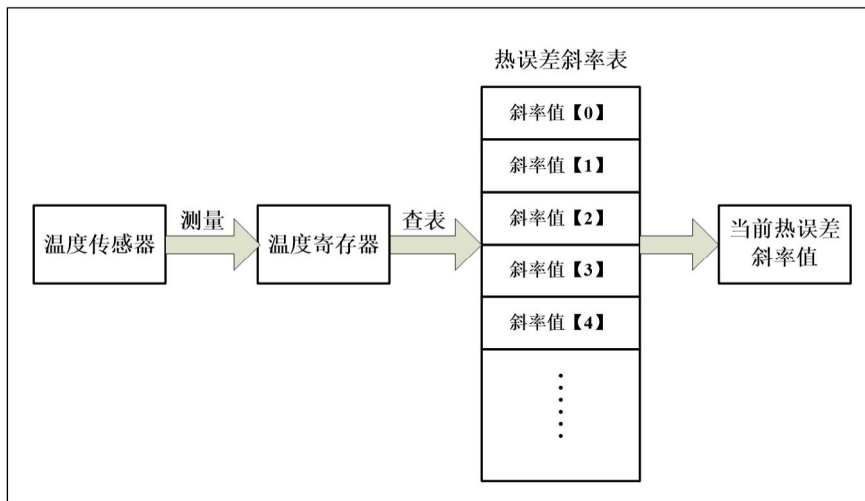 热误差斜率表
斜率值【0】
斜率值【1】
斜率值【2】
斜率值【3】
斜率值【4】
温度传感器
测量
温度寄存器
查表
当前热误差
斜率值